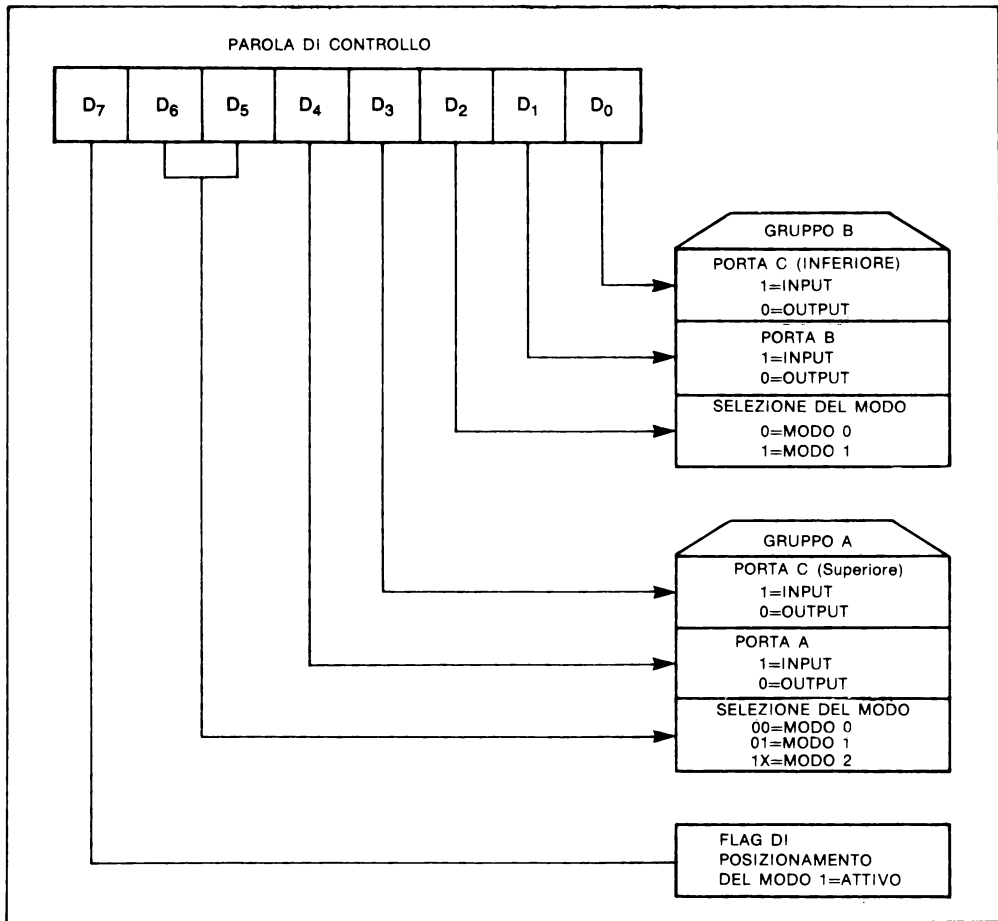 PAROLA DI CONTROLLO
D7 D6 D5 D4 D3 D2 D1 D0
GRUPPO B
PORTA C (INFERIORE)
1=INPUT
0=OUTPUT
PORTA B
1=INPUT
0=OUTPUT
SELEZIONE DEL MODO
0=MODO 0
1=MODO 1
GRUPPO A
PORTA C (Superiore)
1=INPUT
0=OUTPUT
PORTA A
1=INPUT
0=OUTPUT
SELEZIONE DEL MODO
00=MODO 0
01=MODO 1
1X=MODO 2
FLAG DI
POSIZIONAMENTO
DEL MODO 1=ATTIVO